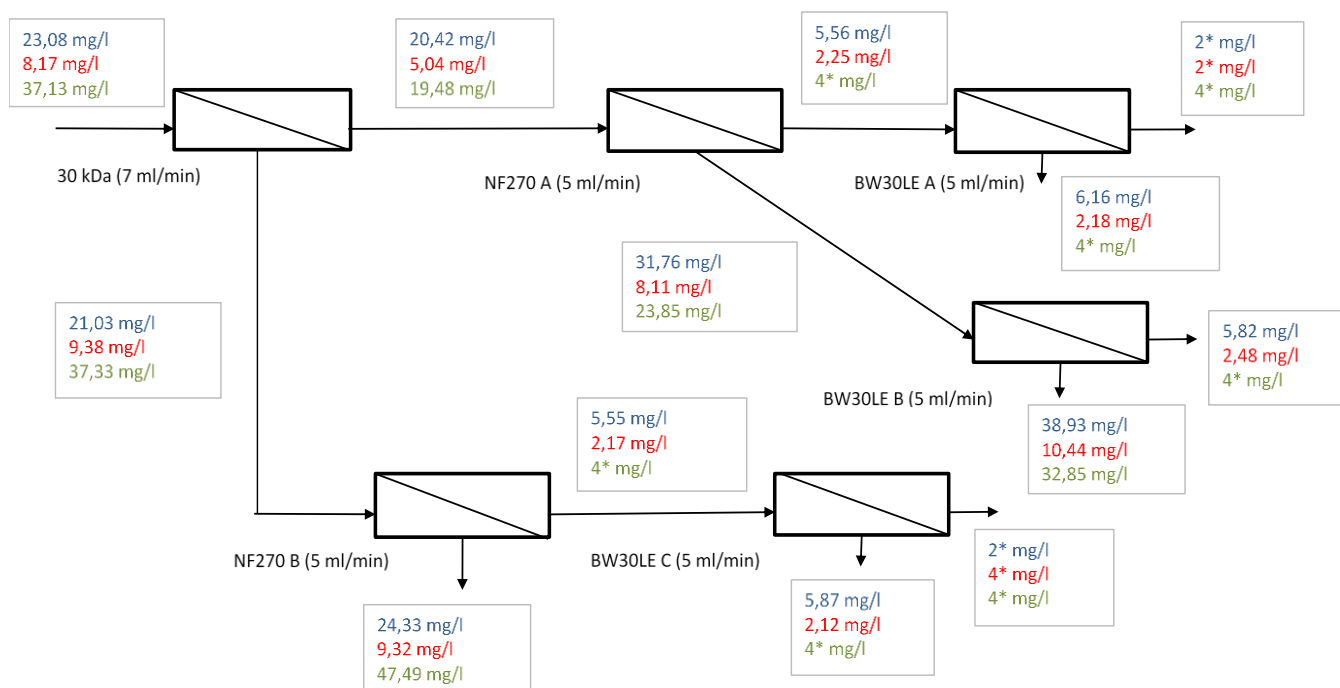 23,08 mg/l
8,17 mg/l
37,13 mg/l
20,42 mg/l
5,04 mg/l
19,48 mg/l
5,56 mg/l
2,25 mg/l
4* mg/l
2* mg/l
2* mg/l
4* mg/l
30 kDa (7 ml/min)
NF270 A (5 ml/min)
BW30LE A (5 ml/min)
6,16 mg/l
2,18 mg/l
4* mg/l
31,76 mg/l
8,11 mg/l
23,85 mg/l
21,03 mg/l
9,38 mg/l
37,33 mg/l
5,82 mg/l
2,48 mg/l
4* mg/l
BW30LE B (5 ml/min)
38,93 mg/l
10,44 mg/l
32,85 mg/l
5,55 mg/l
2,17 mg/l
4* mg/l
NF270 B (5 ml/min)
BW30LE C (5 ml/min)
2* mg/l
4* mg/l
4* mg/l
24,33 mg/l
9,32 mg/l
47,49 mg/l
5,87 mg/l
2,12 mg/l
4* mg/l